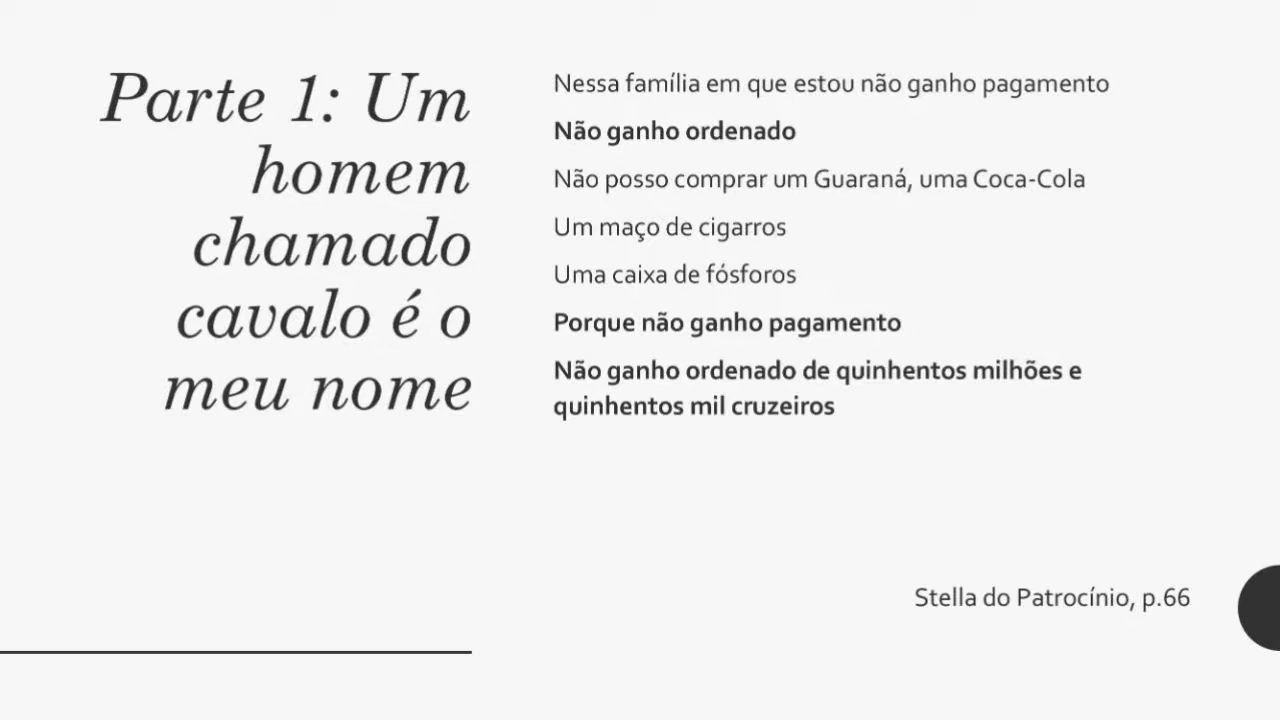 Parte 1: Um
homem
chamado
cavalo é o
meu nome
Nessa família em que estou não ganho pagamento
Não ganho ordenado
Não posso comprar um Guaraná, uma Coca-Cola
Um maço de cigarros
Uma caixa de fósforos
Porque não ganho pagamento
Não ganho ordenado de quinhentos milhões e
quinhentos mil cruzeiros
Stella do Patrocínio, p.66